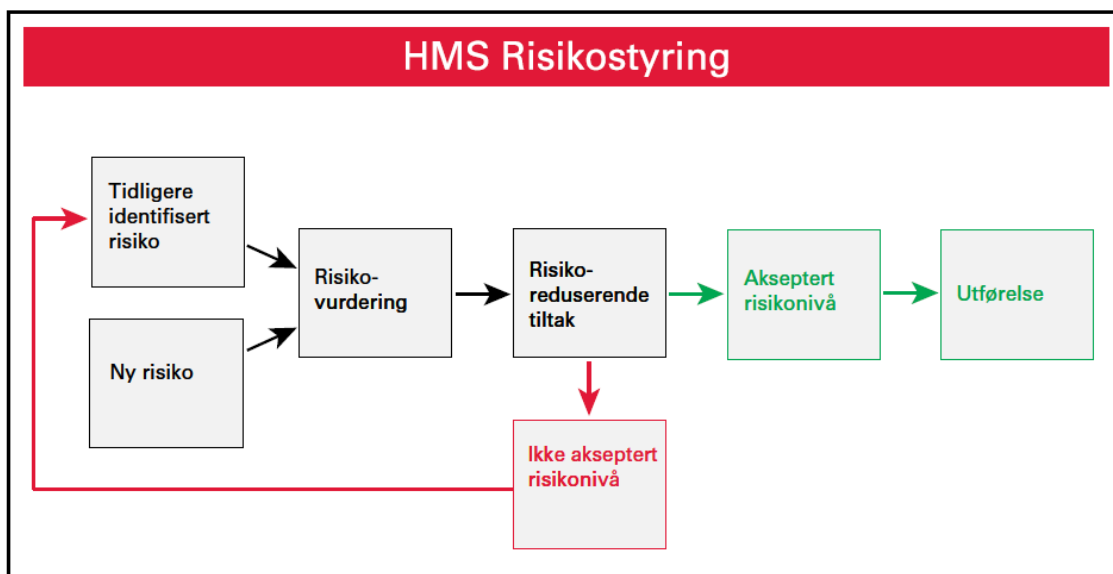 HMS Risikostyring
Tidligere
identifisert
risiko
Ny risiko
Risiko-
vurdering
Risiko-
reduserende
tiltak
Akseptert
risikonivå
Utførelse
Ikke akseptert
risikonivå